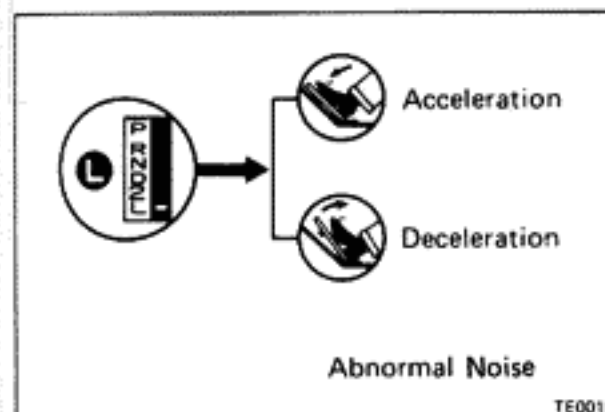 Acceleration
L
P
R
N
D
2
L
Deceleration
Abnormal Noise
TE001